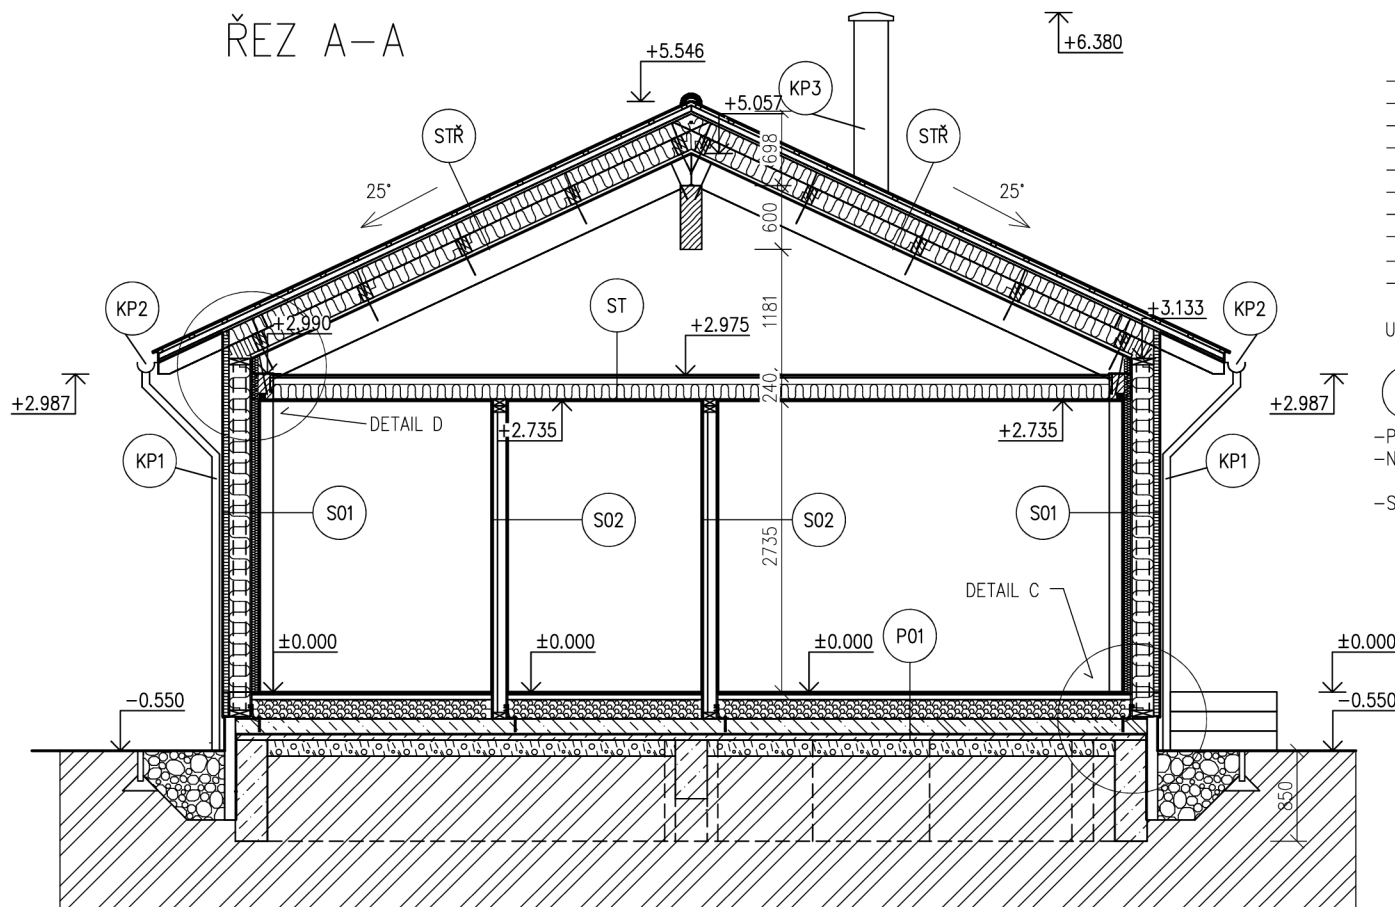 ŘEZ A-A
+5.546
+6.380
KP3
+5.057
STŘ
STŘ
698
25°
25°
600
KP2
ST
+2.990
+2.975
1181
+3.133
KP2
U
+2.987
240
+2.987
DETAIL D
+2.735
+2.735
-P
-N
KP1
KP1
-S
S01
S02
S02
S01
2735
DETAIL C
±0.000
±0.000
±0.000
P01
±0.000
-0.550
-0.550
850